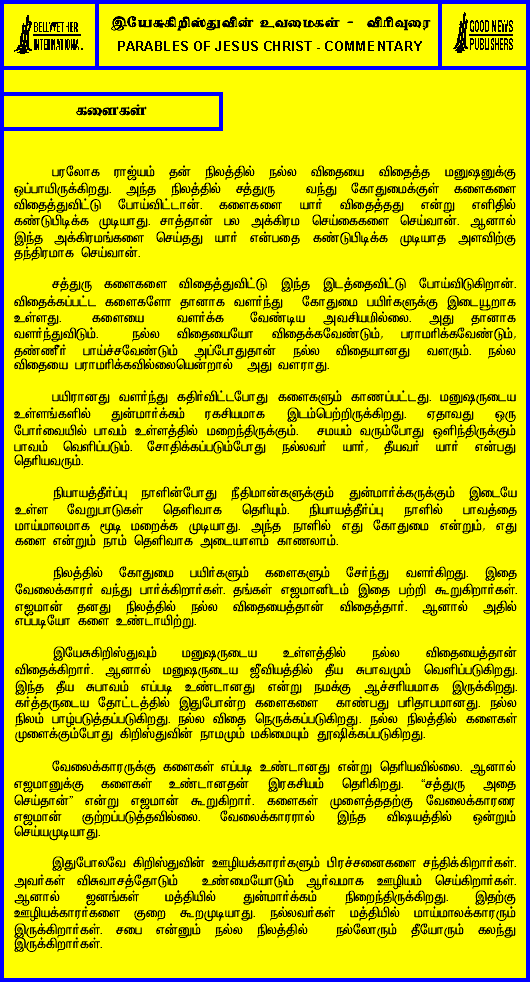 BELLWETHER
INTERNATIONAL
இயேசுகிறிஸ்துவின் உவமைகள் - விரிவுரை
PARABLES OF JESUS CHRIST - COMMENTARY
GOOD NEWS
PUBLISHERS
களைகள்
பரலோக ராஜ்யம் தன் நிலத்தில் நல்ல விதையை விதைத்த மனுஷனுக்கு
ஒப்பாயிருக்கிறது. அந்த நிலத்தில் சத்துரு வந்து கோதுமைக்குள் களைகளை
விதைத்துவிட்டு போய்விட்டான். களைகளை யார் விதைத்தது என்று எளிதில்
கண்டுபிடிக்க முடியாது. சாத்தான் பல அக்கிரம செய்கைகளை செய்வான். ஆனால்
இந்த அக்கிரமங்களை செய்தது யார் என்பதை கண்டுபிடிக்க முடியாத அளவிற்கு
தந்திரமாக செய்வான்.
சத்துரு களைகளை விதைத்துவிட்டு இந்த இடத்தைவிட்டு போய்விடுகிறான்.
விதைக்கப்பட்ட களைகளோ தானாக வளர்ந்து கோதுமை பயிர்களுக்கு இடையூறாக
உள்ளது. களையை வளர்க்க வேண்டிய அவசியமில்லை. அது தானாக
வளர்ந்துவிடும். நல்ல விதையையோ விதைக்கவேண்டும், பராமரிக்கவேண்டும்,
தண்ணீர் பாய்ச்சவேண்டும் அப்போதுதான் நல்ல விதையானது வளரும். நல்ல
விதையை பராமரிக்கவில்லையென்றால் அது வளராது.
பயிரானது வளர்ந்து கதிர்விட்டபோது களைகளும் காணப்பட்டது. மனுஷருடைய
உள்ளங்களில் துன்மார்க்கம் ரகசியமாக இடம்பெற்றிருக்கிறது. ஏதாவது ஒரு
போர்வையில் பாவம் உள்ளத்தில் மறைந்திருக்கும். சமயம் வரும்போது ஒளிந்திருக்கும்
பாவம் வெளிப்படும். சோதிக்கப்படும்போது நல்லவர் யார், தீயவர் யார் என்பது
தெரியவரும்.
நியாயத்தீர்ப்பு நாளின்போது நீதிமான்களுக்கும் துன்மார்க்கருக்கும் இடையே
உள்ள வேறுபாடுகள் தெளிவாக தெரியும். நியாயத்தீர்ப்பு நாளில் பாவத்தை
மாய்மாலமாக மூடி மறைக்க முடியாது. அந்த நாளில் எது கோதுமை என்றும், எது
களை என்றும் நாம் தெளிவாக அடையாளம் காணலாம்.
நிலத்தில் கோதுமை பயிர்களும் களைகளும் சேர்ந்து வளர்கிறது. இதை
வேலைக்காரர் வந்து பார்க்கிறார்கள். தங்கள் எஜமானிடம் இதை பற்றி கூறுகிறார்கள்.
எஜமான் தனது நிலத்தில் நல்ல விதையைத்தான் விதைத்தார். ஆனால் அதில்
எப்படியோ களை உண்டாயிற்று.
இயேசுகிறிஸ்துவும் மனுஷருடைய உள்ளத்தில் நல்ல விதையைத்தான்
விதைக்கிறார். ஆனால் மனுஷருடைய ஜீவியத்தில் தீய சுபாவமும் வெளிப்படுகிறது.
இந்த தீய சுபாவம் எப்படி உண்டானது என்று நமக்கு ஆச்சரியமாக இருக்கிறது.
கர்த்தருடைய தோட்டத்தில் இதுபோன்ற களைகளை காண்பது பரிதாபமானது. நல்ல
நிலம் பாழ்படுத்தப்படுகிறது. நல்ல விதை நெருக்கப்படுகிறது. நல்ல நிலத்தில் களைகள்
முளைக்கும்போது கிறிஸ்துவின் நாமமும் மகிமையும் தூஷிக்கப்படுகிறது.
வேலைக்காரருக்கு களைகள் எப்படி உண்டானது என்று தெரியவில்லை. ஆனால்
எஜமானுக்கு களைகள் உண்டானதன் இரகசியம் தெரிகிறது. “சத்துரு அதை
செய்தான்” என்று எஜமான் கூறுகிறார். களைகள் முளைத்ததற்கு வேலைக்காரரை
எஜமான் குற்றப்படுத்தவில்லை. வேலைக்காரரால் இந்த விஷயத்தில் ஒன்றும்
செய்யமுடியாது.
இதுபோலவே கிறிஸ்துவின் ஊழியக்காரர்களும் பிரச்சனைகளை சந்திக்கிறார்கள்.
அவர்கள் விசுவாசத்தோடும் உண்மையோடும் ஆர்வமாக ஊழியம் செய்கிறார்கள்.
ஆனால் ஜனங்கள் மத்தியில் துன்மார்க்கம் நிறைந்திருக்கிறது. இதற்கு
ஊழியக்காரர்களை குறை கூறமுடியாது. நல்லவர்கள் மத்தியில் மாய்மாலக்காரரும்
இருக்கிறார்கள். சபை என்னும் நல்ல நிலத்தில் நல்லோரும் தீயோரும் கலந்து
இருக்கிறார்கள்.